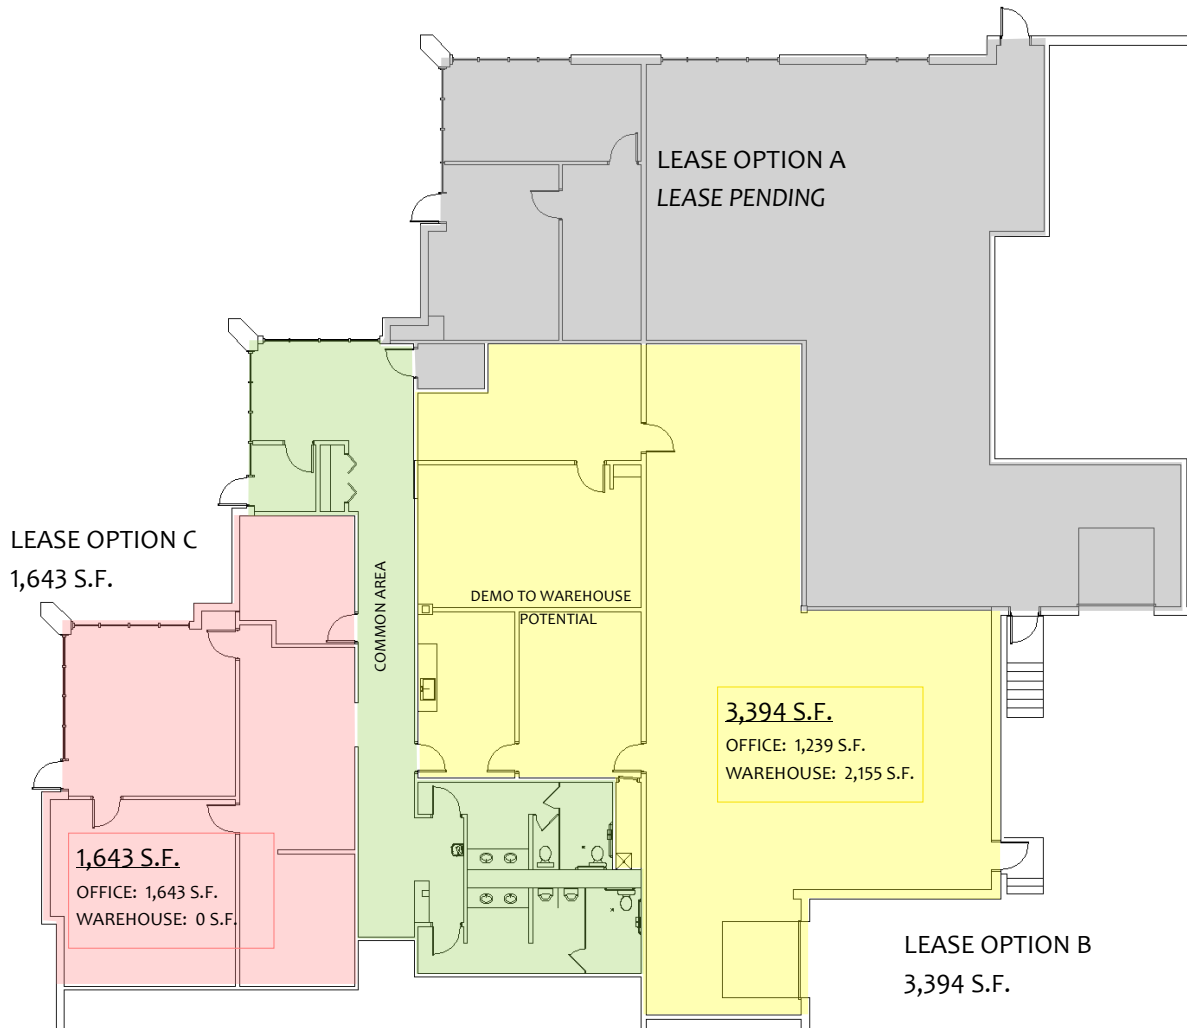 LEASE OPTION A
LEASE PENDING
LEASE OPTION C
1,643 S.F.
COMMON AREA
DEMO TO WAREHOUSE
POTENTIAL
3,394 S.F.
OFFICE: 1,239 S.F.
WAREHOUSE: 2,155 S.F.
1,643 S.F.
OFFICE: 1,643 S.F.
WAREHOUSE: 0 S.F.
LEASE OPTION B
3,394 S.F.